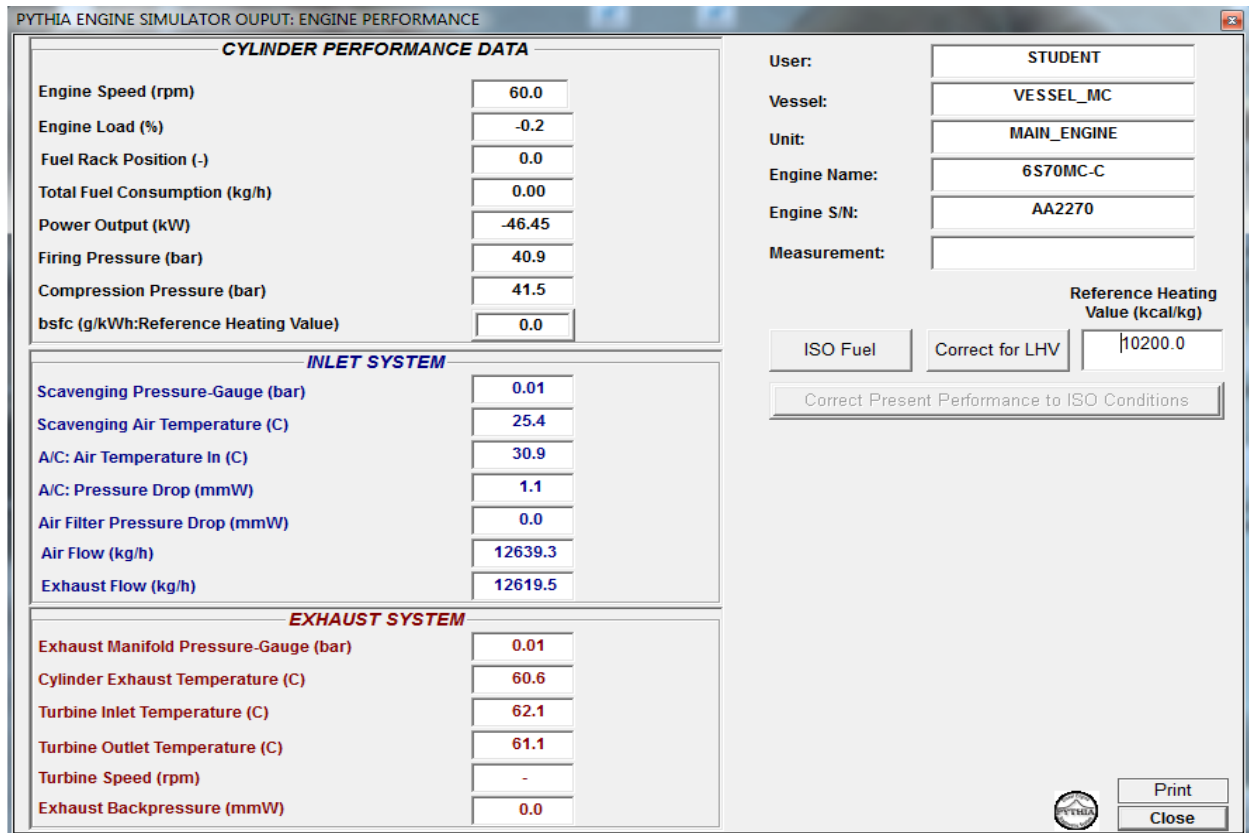 PYTHIA ENGINE SIMULATOR OUPUT: ENGINE PERFORMANCE
CYLINDER PERFORMANCE DATA
Engine Speed (rpm) 60.0
Engine Load (%) -0.2
Fuel Rack Position (-) 0.0
Total Fuel Consumption (kg/h) 0.00
Power Output (kW) -46.45
Firing Pressure (bar) 40.9
Compression Pressure (bar) 41.5
bsfc (g/kWh:Reference Heating Value) 0.0
INLET SYSTEM
Scavenging Pressure-Gauge (bar) 0.01
Scavenging Air Temperature (C) 25.4
A/C: Air Temperature In (C) 30.9
A/C: Pressure Drop (mmW) 1.1
Air Filter Pressure Drop (mmW) 0.0
Air Flow (kg/h) 12639.3
Exhaust Flow (kg/h) 12619.5
EXHAUST SYSTEM
Exhaust Manifold Pressure-Gauge (bar) 0.01
Cylinder Exhaust Temperature (C) 60.6
Turbine Inlet Temperature (C) 62.1
Turbine Outlet Temperature (C) 61.1
Turbine Speed (rpm) -
Exhaust Backpressure (mmW) 0.0
User: STUDENT
Vessel: VESSEL_MC
Unit: MAIN_ENGINE
Engine Name: 6S70MC-C
Engine S/N: AA2270
Measurement:
Reference Heating
Value (kcal/kg)
ISO Fuel Correct for LHV 10200.0
Correct Present Performance to ISO Conditions
PYTHIA
Print
Close